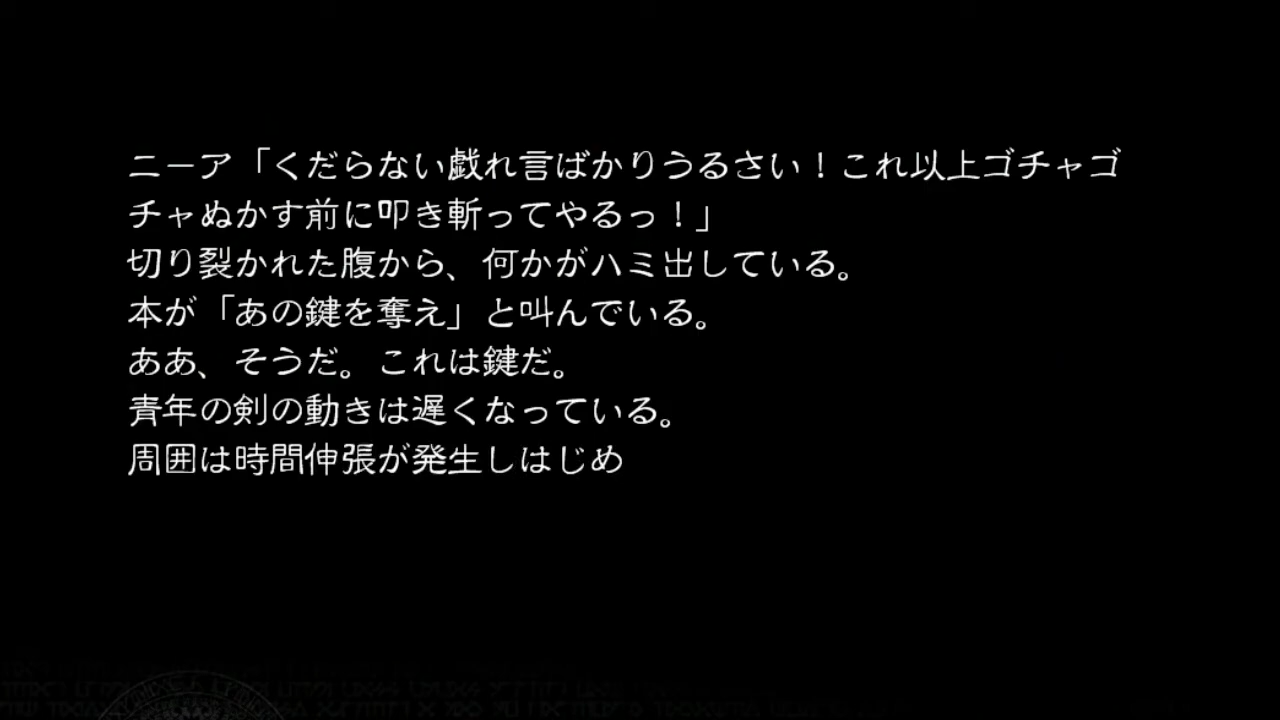 ニーア「くだらない戯れ言ばかりうるさい！これ以上ゴチャゴ
チャぬかす前に叩き斬ってやるっ！」
切り裂かれた腹から、何かがハミ出している。
本が「あの鍵を奪え」と叫んでいる。
ああ、そうだ。これは鍵だ。
青年の剣の動きは遅くなっている。
周囲は時間伸張が発生しはじめ